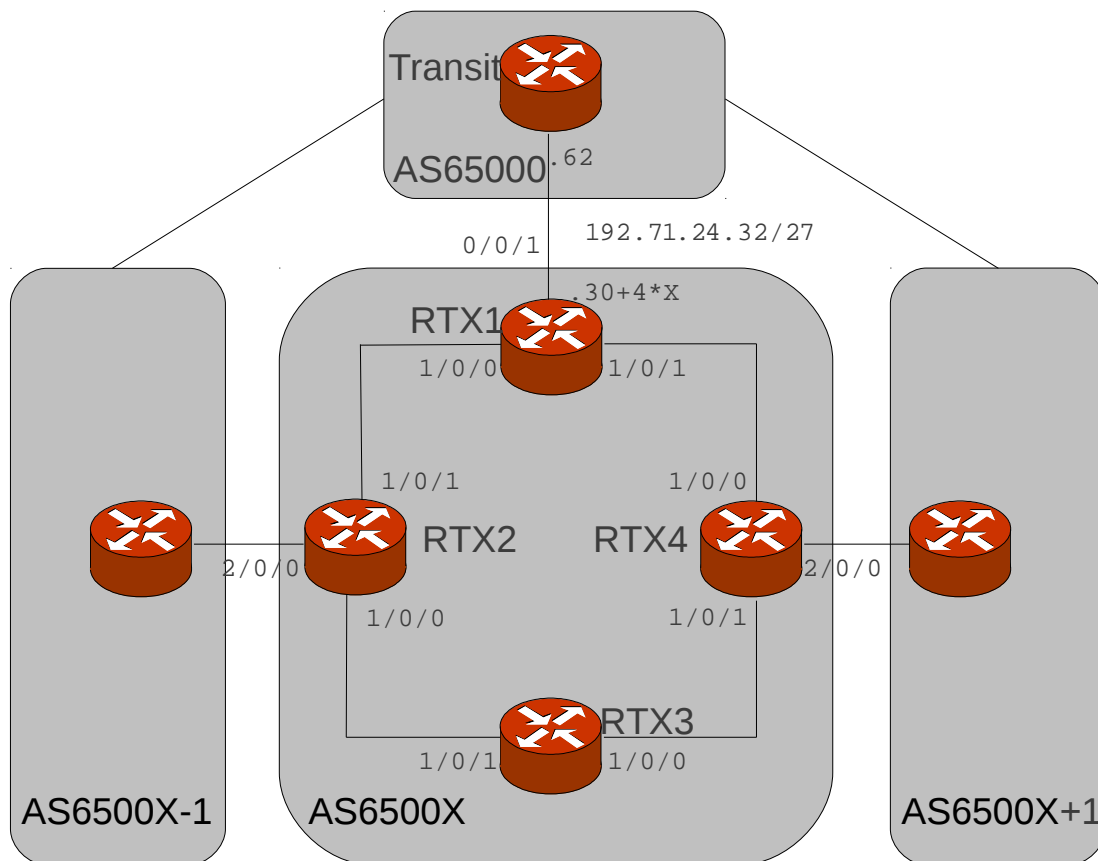 Transit
.62
AS65000
0/0/1
192.71.24.32/27
.30+4*X
RTX1
1/0/0
1/0/1
1/0/1
1/0/0
RTX2
RTX4
2/0/0
2/0/0
1/0/0
1/0/1
RTX3
1/0/1
1/0/0
AS6500X-1
AS6500X
AS6500X+1